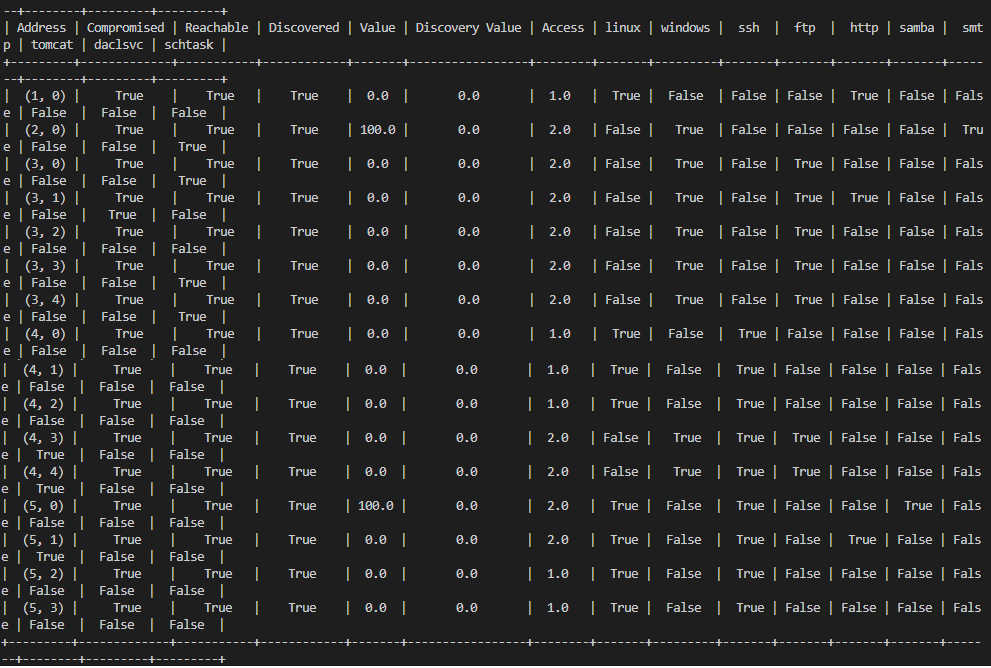 --+--------+---------+---------+
| Address | Compromised | Reachable | Discovered | Value | Discovery Value | Access | linux | windows |  ssh  |  ftp  |  http | samba |  smt
p | tomcat | daclsvc | schtask |
+---------+-------------+-----------+------------+-------+-----------------+--------+-------+---------+-------+-------+-------+-------+-----
--+--------+---------+---------+
|  (1, 0) |     True    |    True   |    True    |  0.0  |       0.0       |  1.0   |  True |  False  | False | False |  True | False | Fals
e | False  |  False  |  False  |
|  (2, 0) |     True    |    True   |    True    | 100.0 |       0.0       |  2.0   | False |   True  | False | False | False | False |  Tru
e | False  |  False  |   True  |
|  (3, 0) |     True    |    True   |    True    |  0.0  |       0.0       |  2.0   | False |   True  | False |  True | False | False | Fals
e | False  |  False  |   True  |
|  (3, 1) |     True    |    True   |    True    |  0.0  |       0.0       |  2.0   | False |   True  | False |  True | False | False | Fals
e | False  |   True  |  False  |
|  (3, 2) |     True    |    True   |    True    |  0.0  |       0.0       |  2.0   | False |   True  | False |  True | False | False | Fals
e | False  |  False  |  False  |
|  (3, 3) |     True    |    True   |    True    |  0.0  |       0.0       |  2.0   | False |   True  | False |  True | False | False | Fals
e | False  |  False  |   True  |
|  (3, 4) |     True    |    True   |    True    |  0.0  |       0.0       |  2.0   | False |   True  | False |  True | False | False | Fals
e | False  |  False  |   True  |
|  (4, 0) |     True    |    True   |    True    |  0.0  |       0.0       |  1.0   |  True |  False  |  True | False | False | False | Fals
e | False  |  False  |  False  |
|  (4, 1) |     True    |    True   |    True    |  0.0  |       0.0       |  1.0   |  True |  False  |  True | False | False | False | Fals
e | False  |  False  |  False  |
|  (4, 2) |     True    |    True   |    True    |  0.0  |       0.0       |  1.0   |  True |  False  |  True | False | False | False | Fals
e | False  |  False  |  False  |
|  (4, 3) |     True    |    True   |    True    |  0.0  |       0.0       |  2.0   | False |   True  |  True |  True | False | False | Fals
e |  True  |  False  |  False  |
|  (4, 4) |     True    |    True   |    True    |  0.0  |       0.0       |  2.0   | False |   True  |  True |  True | False | False | Fals
e |  True  |  False  |  False  |
|  (5, 0) |     True    |    True   |    True    | 100.0 |       0.0       |  2.0   |  True |  False  |  True | False | False |  True | Fals
e | False  |  False  |  False  |
|  (5, 1) |     True    |    True   |    True    |  0.0  |       0.0       |  2.0   |  True |  False  |  True | False |  True | False | Fals
e |  True  |  False  |  False  |
|  (5, 2) |     True    |    True   |    True    |  0.0  |       0.0       |  1.0   |  True |  False  |  True | False | False | False | Fals
e | False  |  False  |  False  |
|  (5, 3) |     True    |    True   |    True    |  0.0  |       0.0       |  1.0   |  True |  False  |  True | False | False | False | Fals
e | False  |  False  |  False  |
+---------+-------------+-----------+------------+-------+-----------------+--------+-------+---------+-------+-------+-------+-------+-----
--+--------+---------+---------+